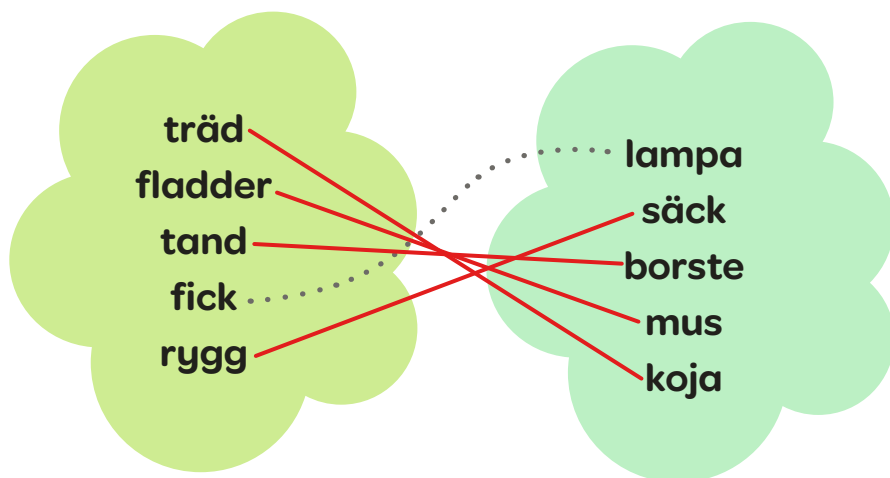 träd
fladder
tand
fick
rygg
lampa
säck
borste
mus
koja